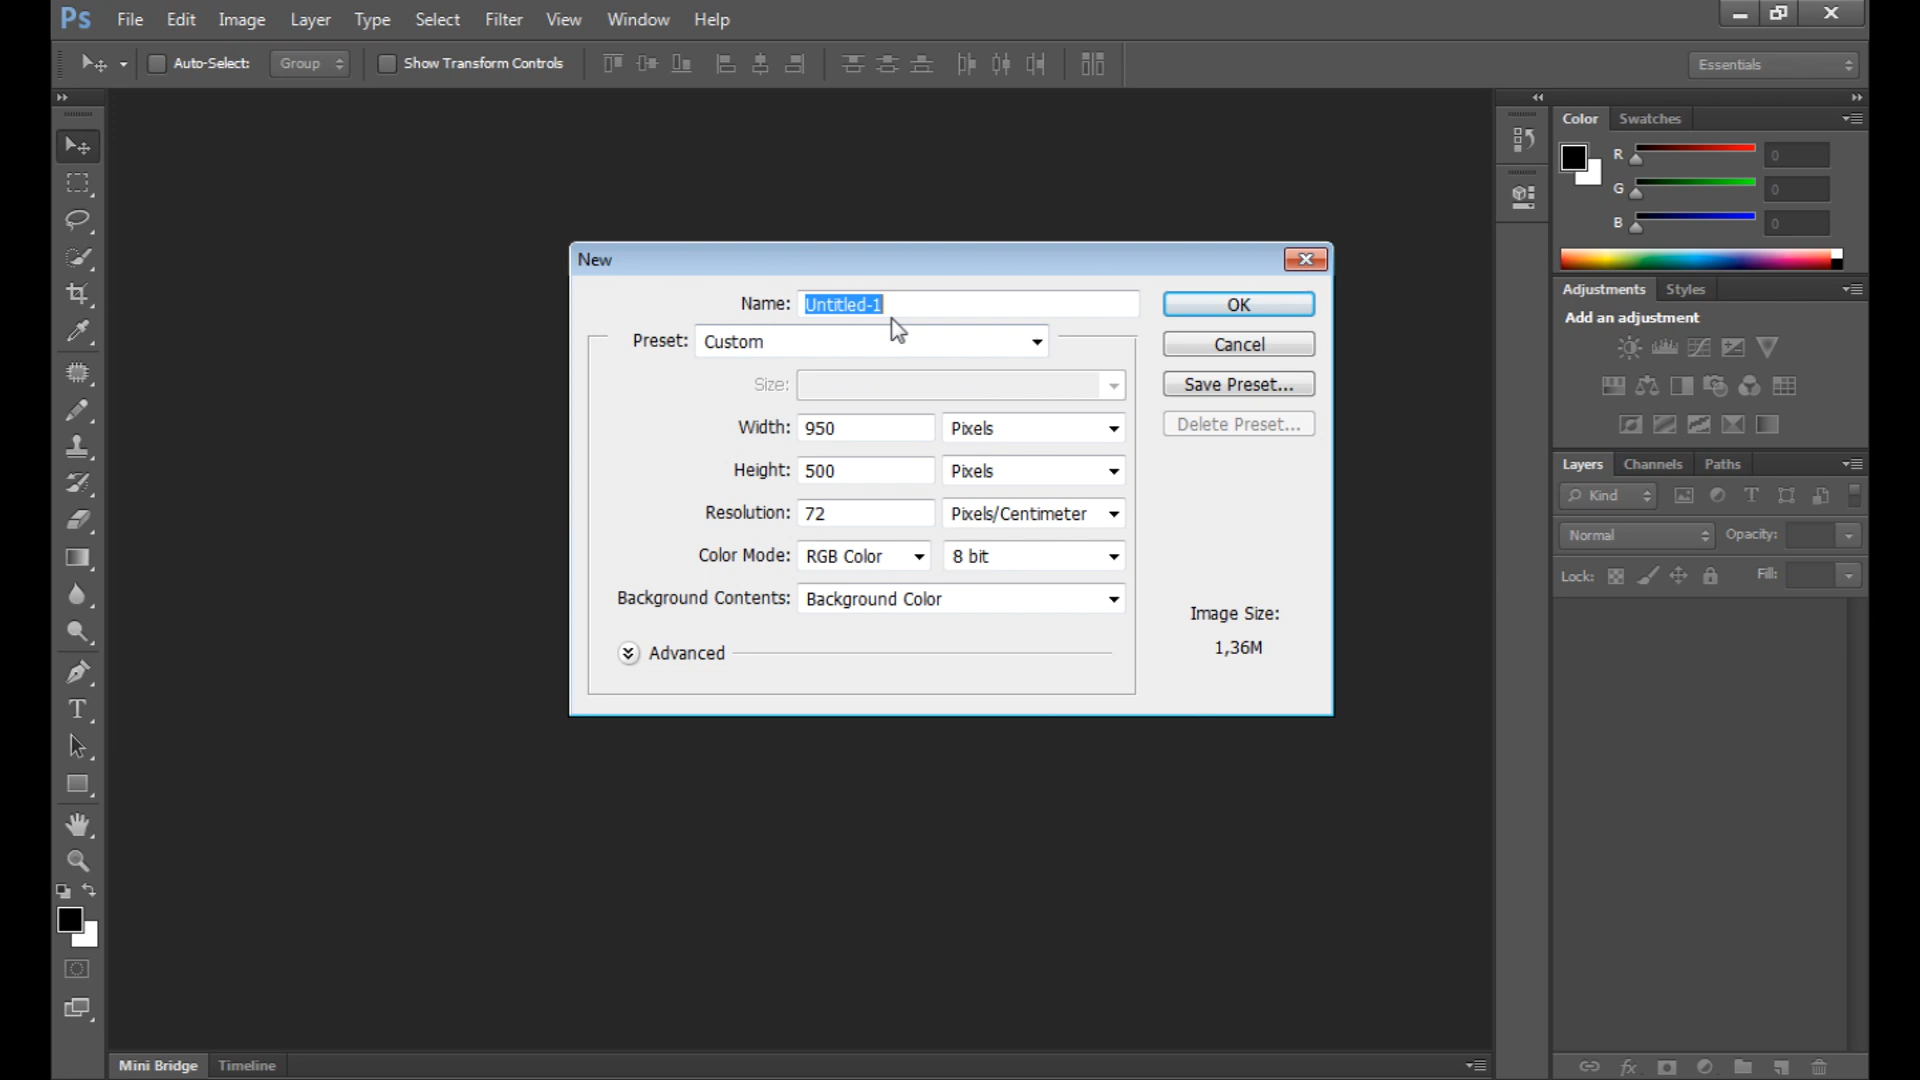 Ps File Edit Image Layer Type Select Filter View Window Help
Auto-Select: Group Show Transform Controls Essentials
Color Swatches
R 0
G 0
B 0
Adjustments Styles
Add an adjustment
New
Name: Untitled-1 OK
Preset: Custom Cancel
Size: Save Preset...
Width: 950 Pixels Delete Preset...
Height: 500 Pixels
Resolution: 72 Pixels/Centimeter
Color Mode: RGB Color 8 bit
Background Contents: Background Color
Image Size:
1,36M
Advanced
Layers Channels Paths
Kind
Normal Opacity:
Lock: Fill:
Mini Bridge Timeline